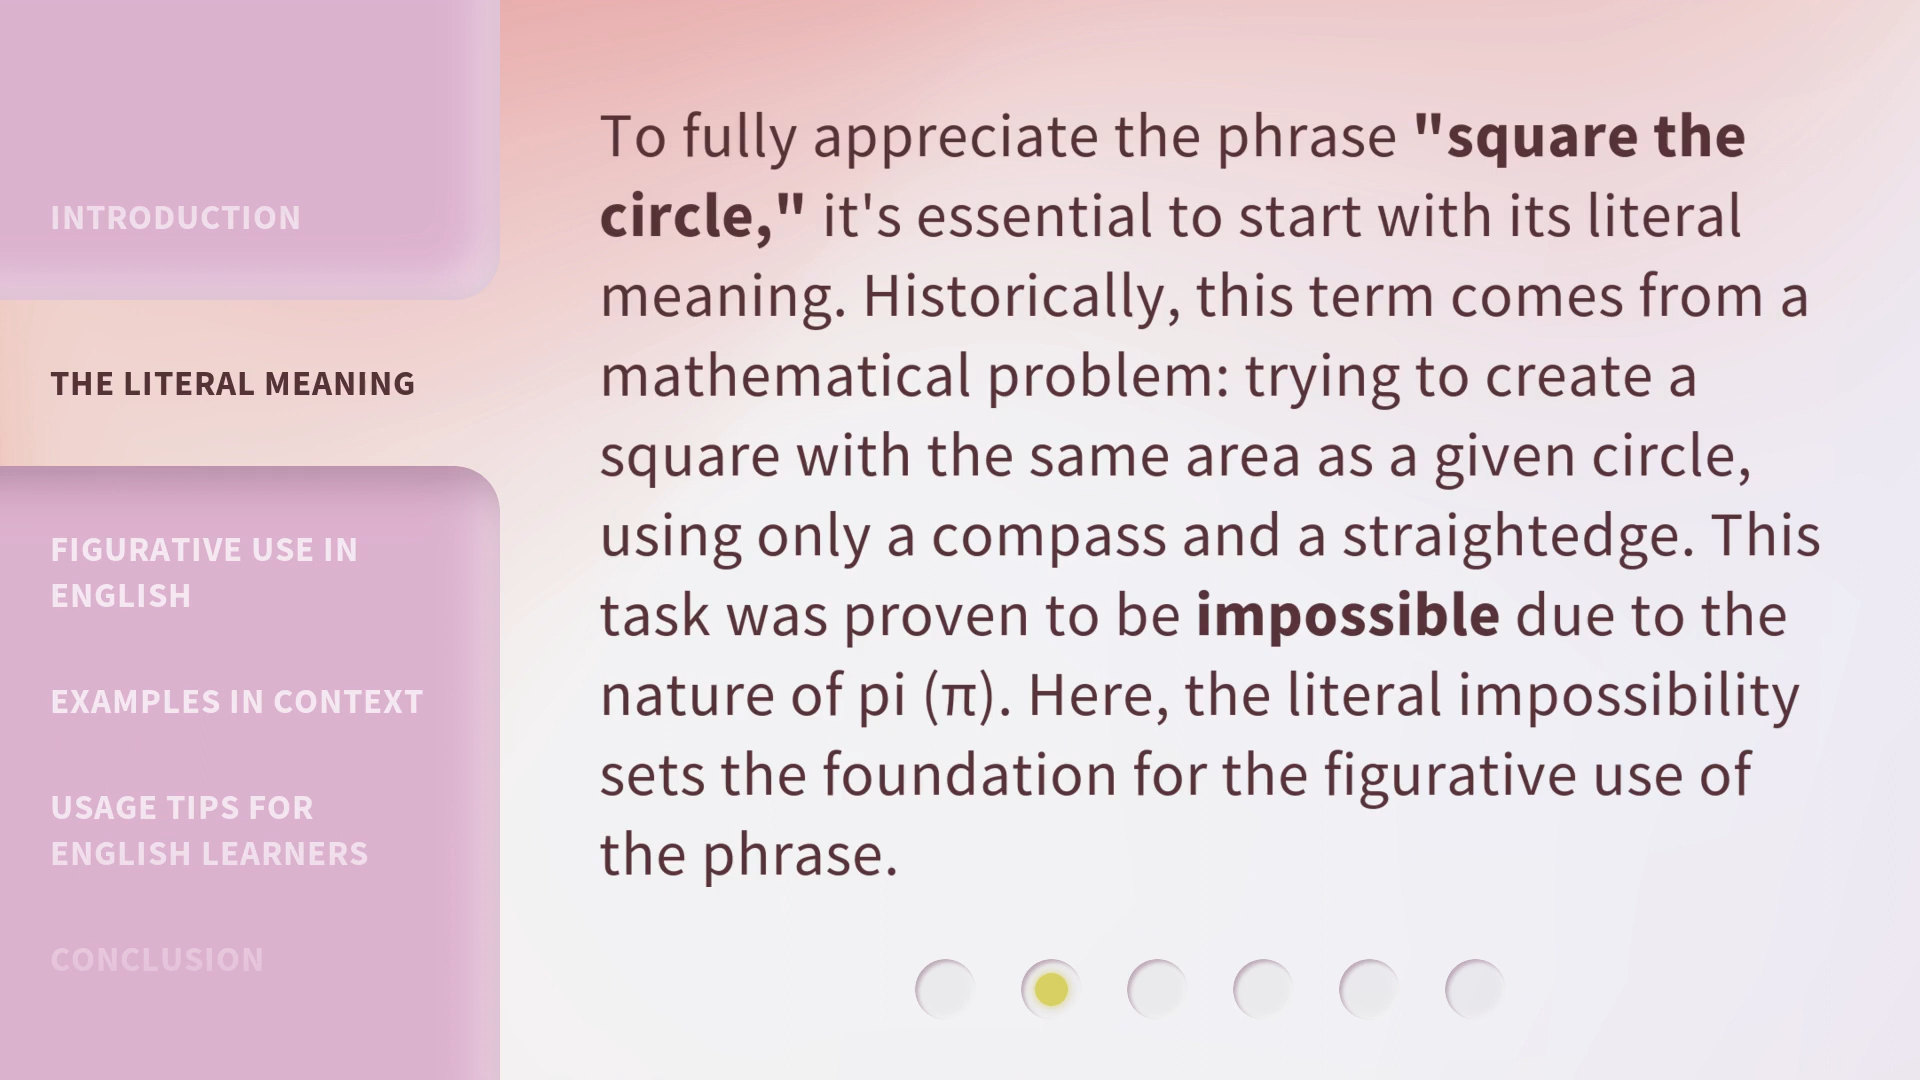 INTRODUCTION
THE LITERAL MEANING
FIGURATIVE USE IN
ENGLISH
EXAMPLES IN CONTEXT
USAGE TIPS FOR
ENGLISH LEARNERS
CONCLUSION
To fully appreciate the phrase "square the
circle," it's essential to start with its literal
meaning. Historically, this term comes from a
mathematical problem: trying to create a
square with the same area as a given circle,
using only a compass and a straightedge. This
task was proven to be impossible due to the
nature of pi (π). Here, the literal impossibility
sets the foundation for the figurative use of
the phrase.